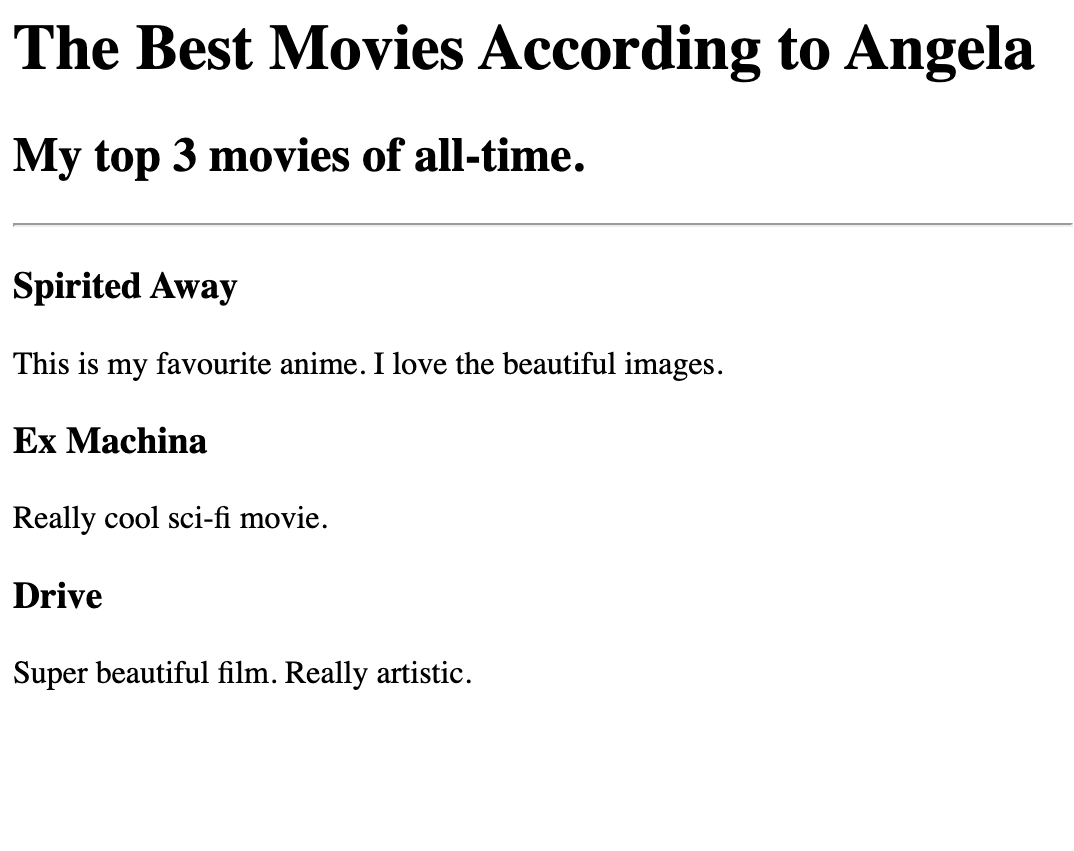 The Best Movies According to Angela
My top 3 movies of all-time.
Spirited Away
This is my favourite anime. I love the beautiful images.
Ex Machina
Really cool sci-fi movie.
Drive
Super beautiful film. Really artistic.